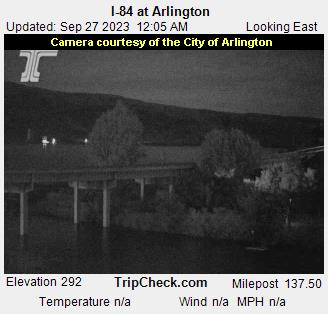 I-84 at Arlington
Updated: Sep 27 2023 12:05 AM Looking East
Camera courtesy of the City of Arlington
Elevation 292 TripCheck.com Milepost 137.50
Temperature n/a Wind n/a MPH n/a